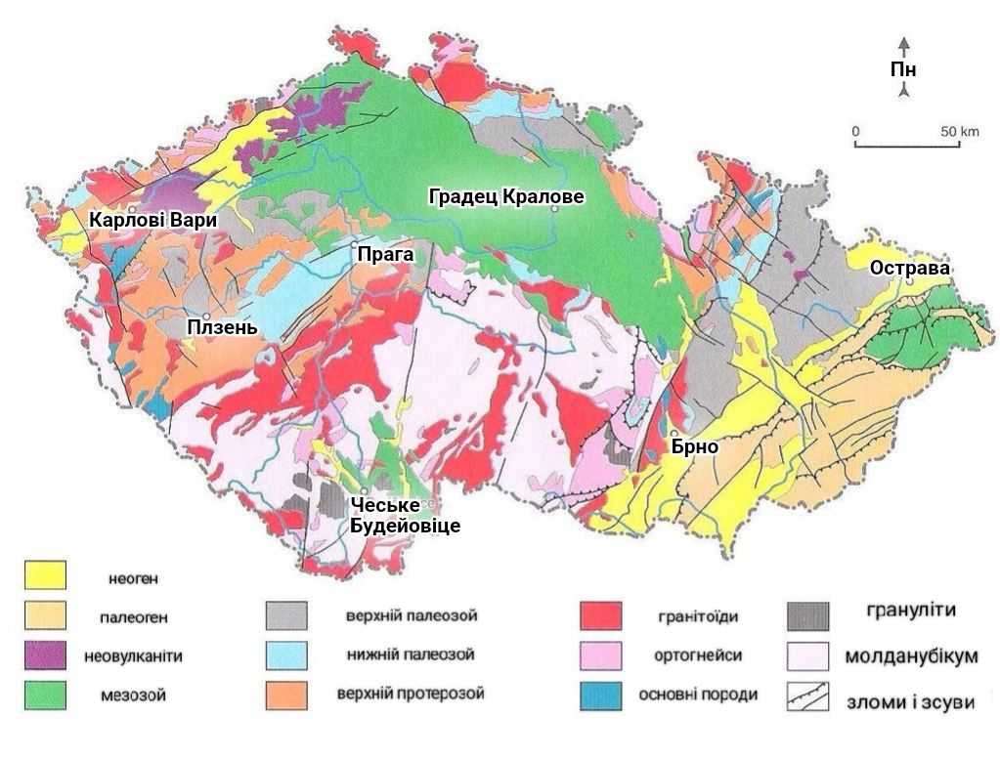 Пн
0 50 km
Градец Кралове
Карлові Вари
Прага
Острава
Плзень
Брно
Чеське
Будейовіце
неоген
палеоген
неовулканіти
мезозой
верхній палеозой
нижній палеозой
верхній протерозой
гранітоїди
ортогнейси
основні породи
грануліти
молданубікум
зломи і зсуви